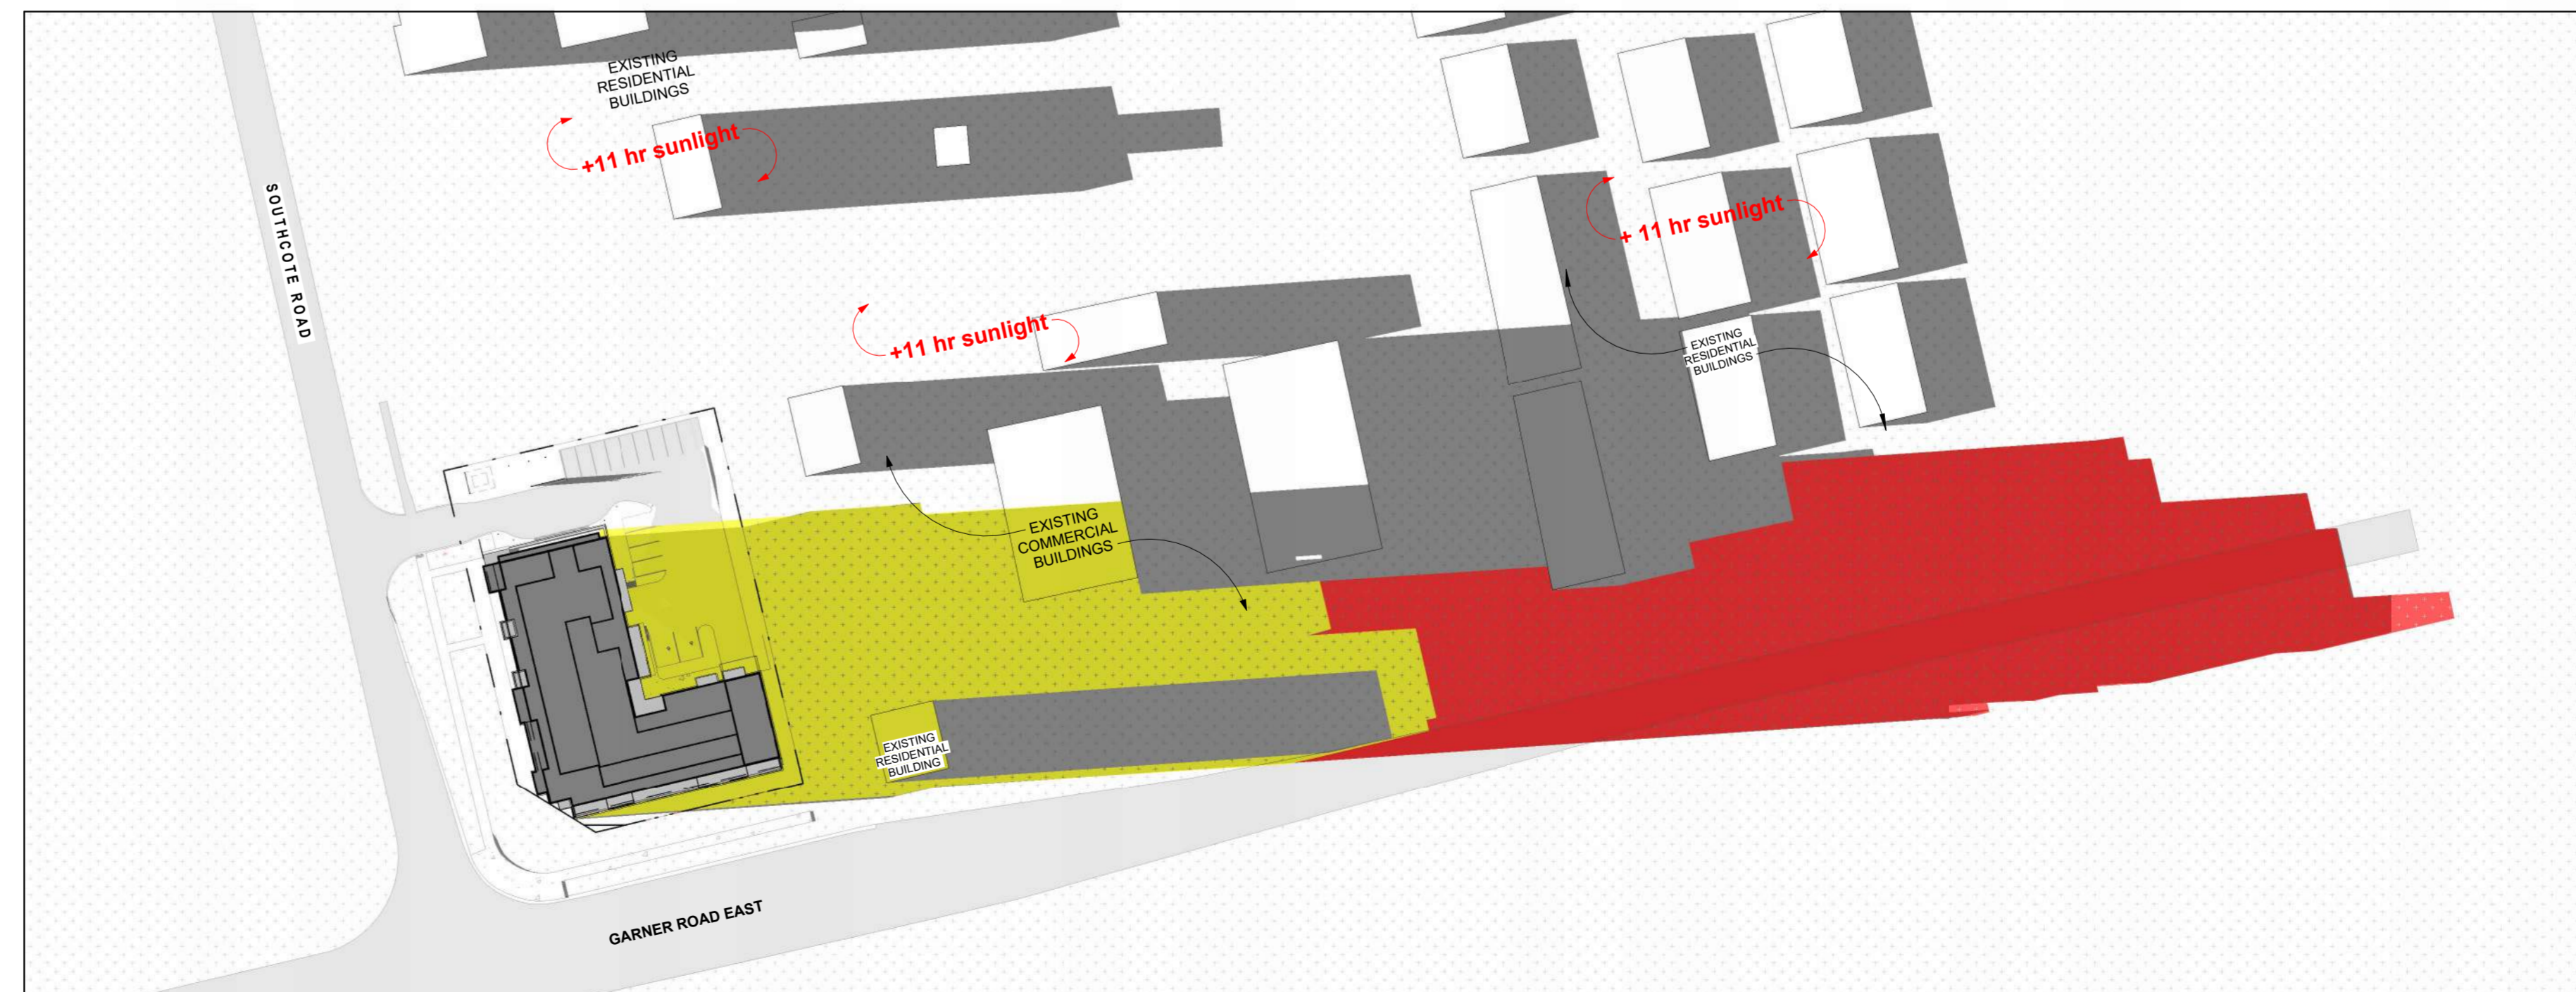 EXISTING
RESIDENTIAL
BUILDINGS
+11 hr sunlight
SOUTHCOTE ROAD
+ 11 hr sunlight
+11 hr sunlight
EXISTING
RESIDENTIAL
BUILDINGS
EXISTING
COMMERCIAL
BUILDINGS
EXISTING
RESIDENTIAL
BUILDING
GARNER ROAD EAST